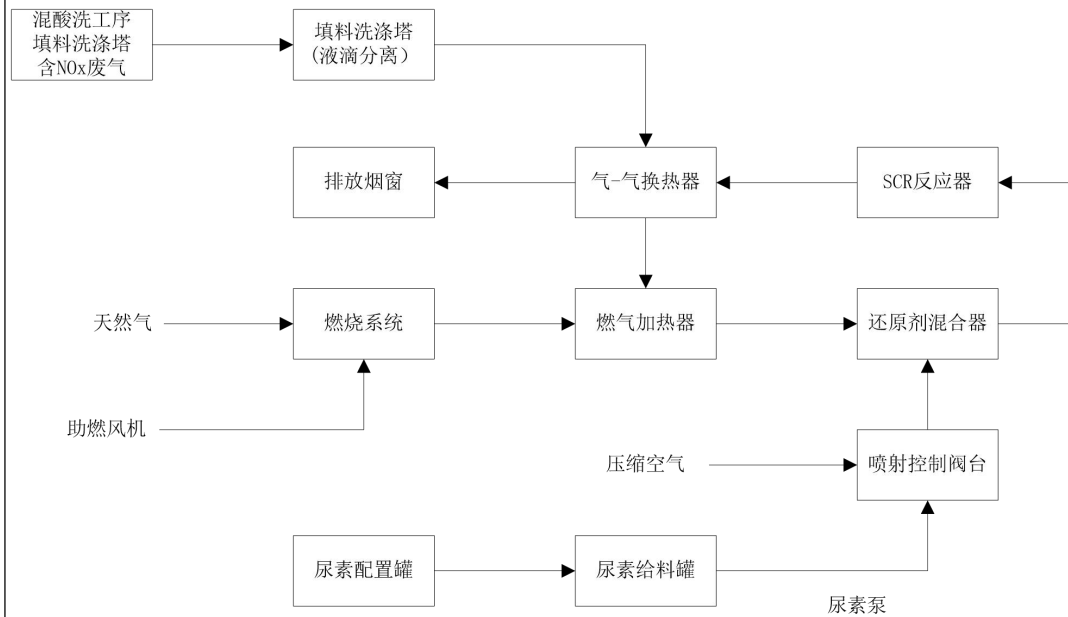 混酸洗工序
填料洗涤塔
含NOx废气
填料洗涤塔
(液滴分离）
排放烟窗
气-气换热器
SCR反应器
天然气
燃烧系统
燃气加热器
还原剂混合器
助燃风机
压缩空气
喷射控制阀台
尿素配置罐
尿素给料罐
尿素泵